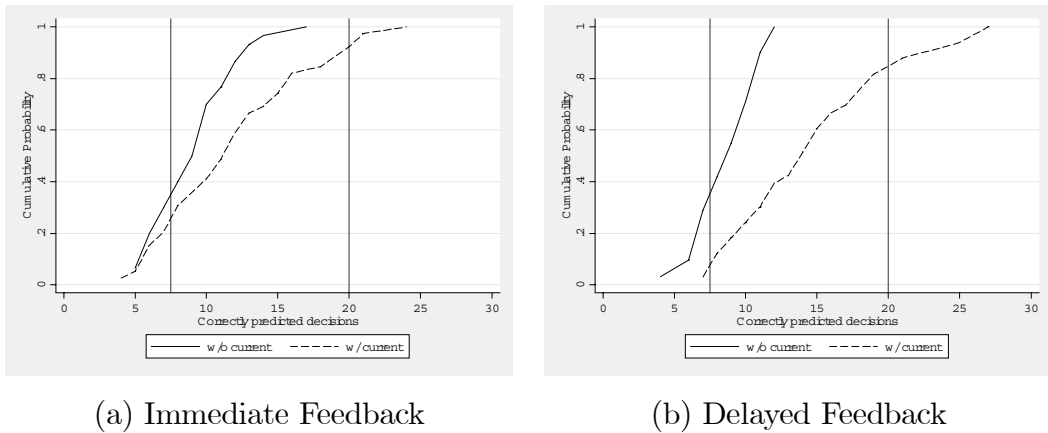 Cumulative Probability
0 .2 .4 .6 .8 1
0 5 10 15 20 25 30
Correctly predicted decisions
w/o current w/ current
(a) Immediate Feedback
Cumulative Probability
0 .2 .4 .6 .8 1
0 5 10 15 20 25 30
Correctly predicted decisions
w/o current w/ current
(b) Delayed Feedback